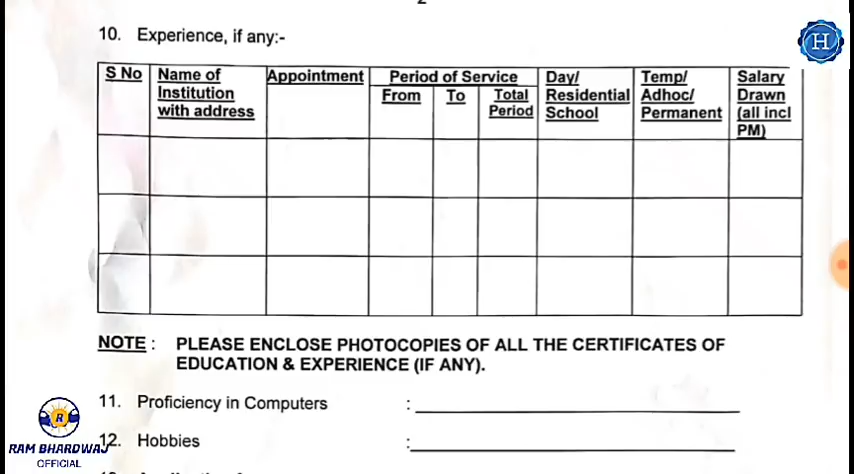 10. Experience, if any:-
S No Name of Institution with address Appointment Period of Service Day/ Residential School Temp/ Adhoc/ Permanent Salary Drawn (all incl PM)
From To Total Period
NOTE : PLEASE ENCLOSE PHOTOCOPIES OF ALL THE CERTIFICATES OF
EDUCATION & EXPERIENCE (IF ANY).
11. Proficiency in Computers :
12. Hobbies :
H
R
RAM BHARDWAJ
OFFICIAL